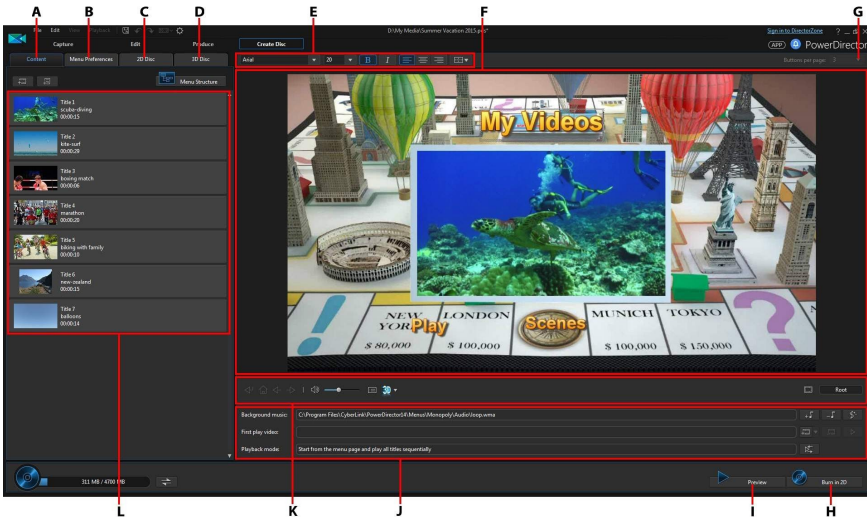 A B C D E F G
File Edit View Playback D:\My Media\Summer Vacation 2015.pds* Sign in to DirectorZone ?
Capture Edit Produce Create Disc APP PowerDirector
Content Menu Preferences 2D Disc 3D Disc Arial 20 B I Buttons per page:
Menu Structure
Title 1
scuba-diving
00:00:15
Title 2
kite-surf
00:00:29
Title 3
boxing match
00:00:06
Title 4
marathon
00:00:20
Title 5
biking with family
00:00:10
Title 6
new-zealand
00:00:15
Title 7
balloons
00:00:14
My Videos
NEW YORK
$ 80,000
LONDON
$ 100,000
MUNICH
$ 100,000
TOKYO
$ 150,000
Play
Scenes
3D Root
Background music: C:\Program Files\CyberLink\PowerDirector14\Menus\Monopoly\Audio\loop.wma
First play video:
Playback mode: Start from the menu page and play all titles sequentially
311 MB / 4700 MB Preview Burn in 2D
L K J I H